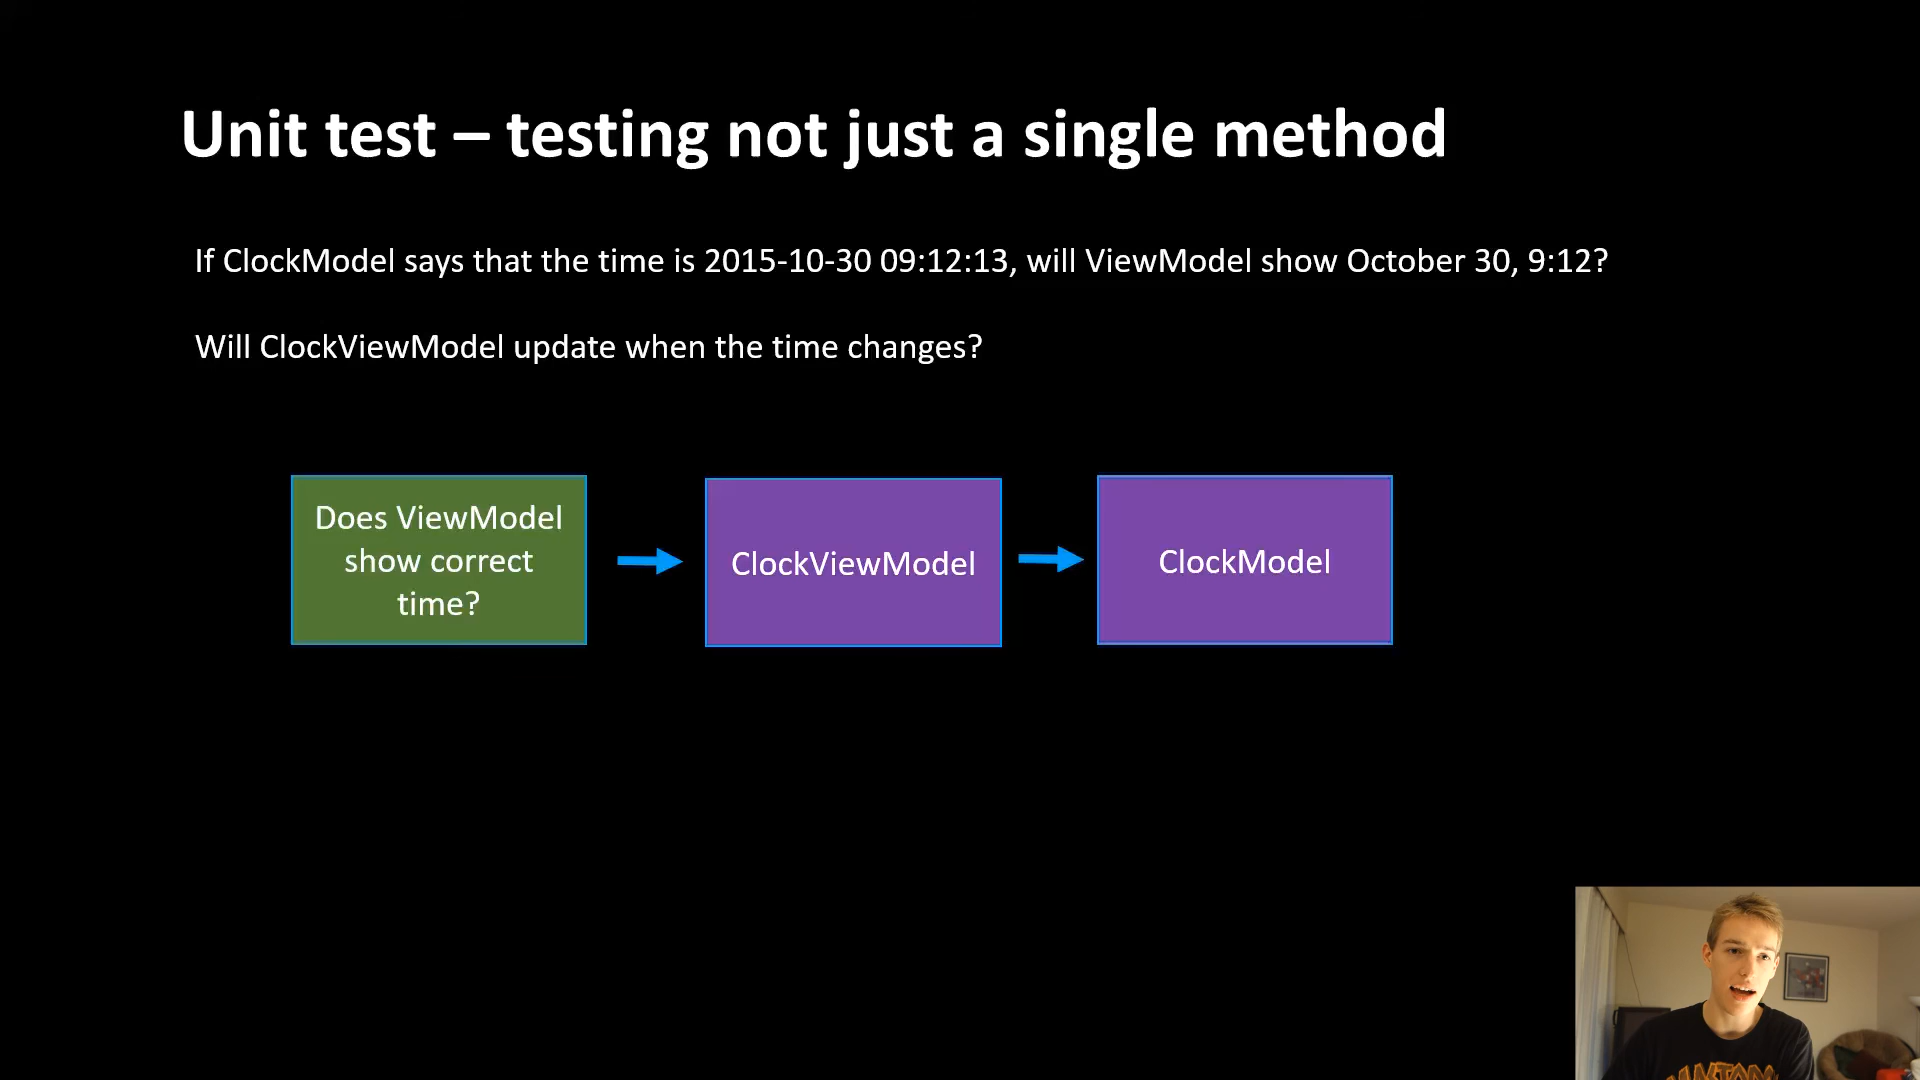 Unit test – testing not just a single method
If ClockModel says that the time is 2015-10-30 09:12:13, will ViewModel show October 30, 9:12?
Will ClockViewModel update when the time changes?
Does ViewModel
show correct
time?
ClockViewModel
ClockModel